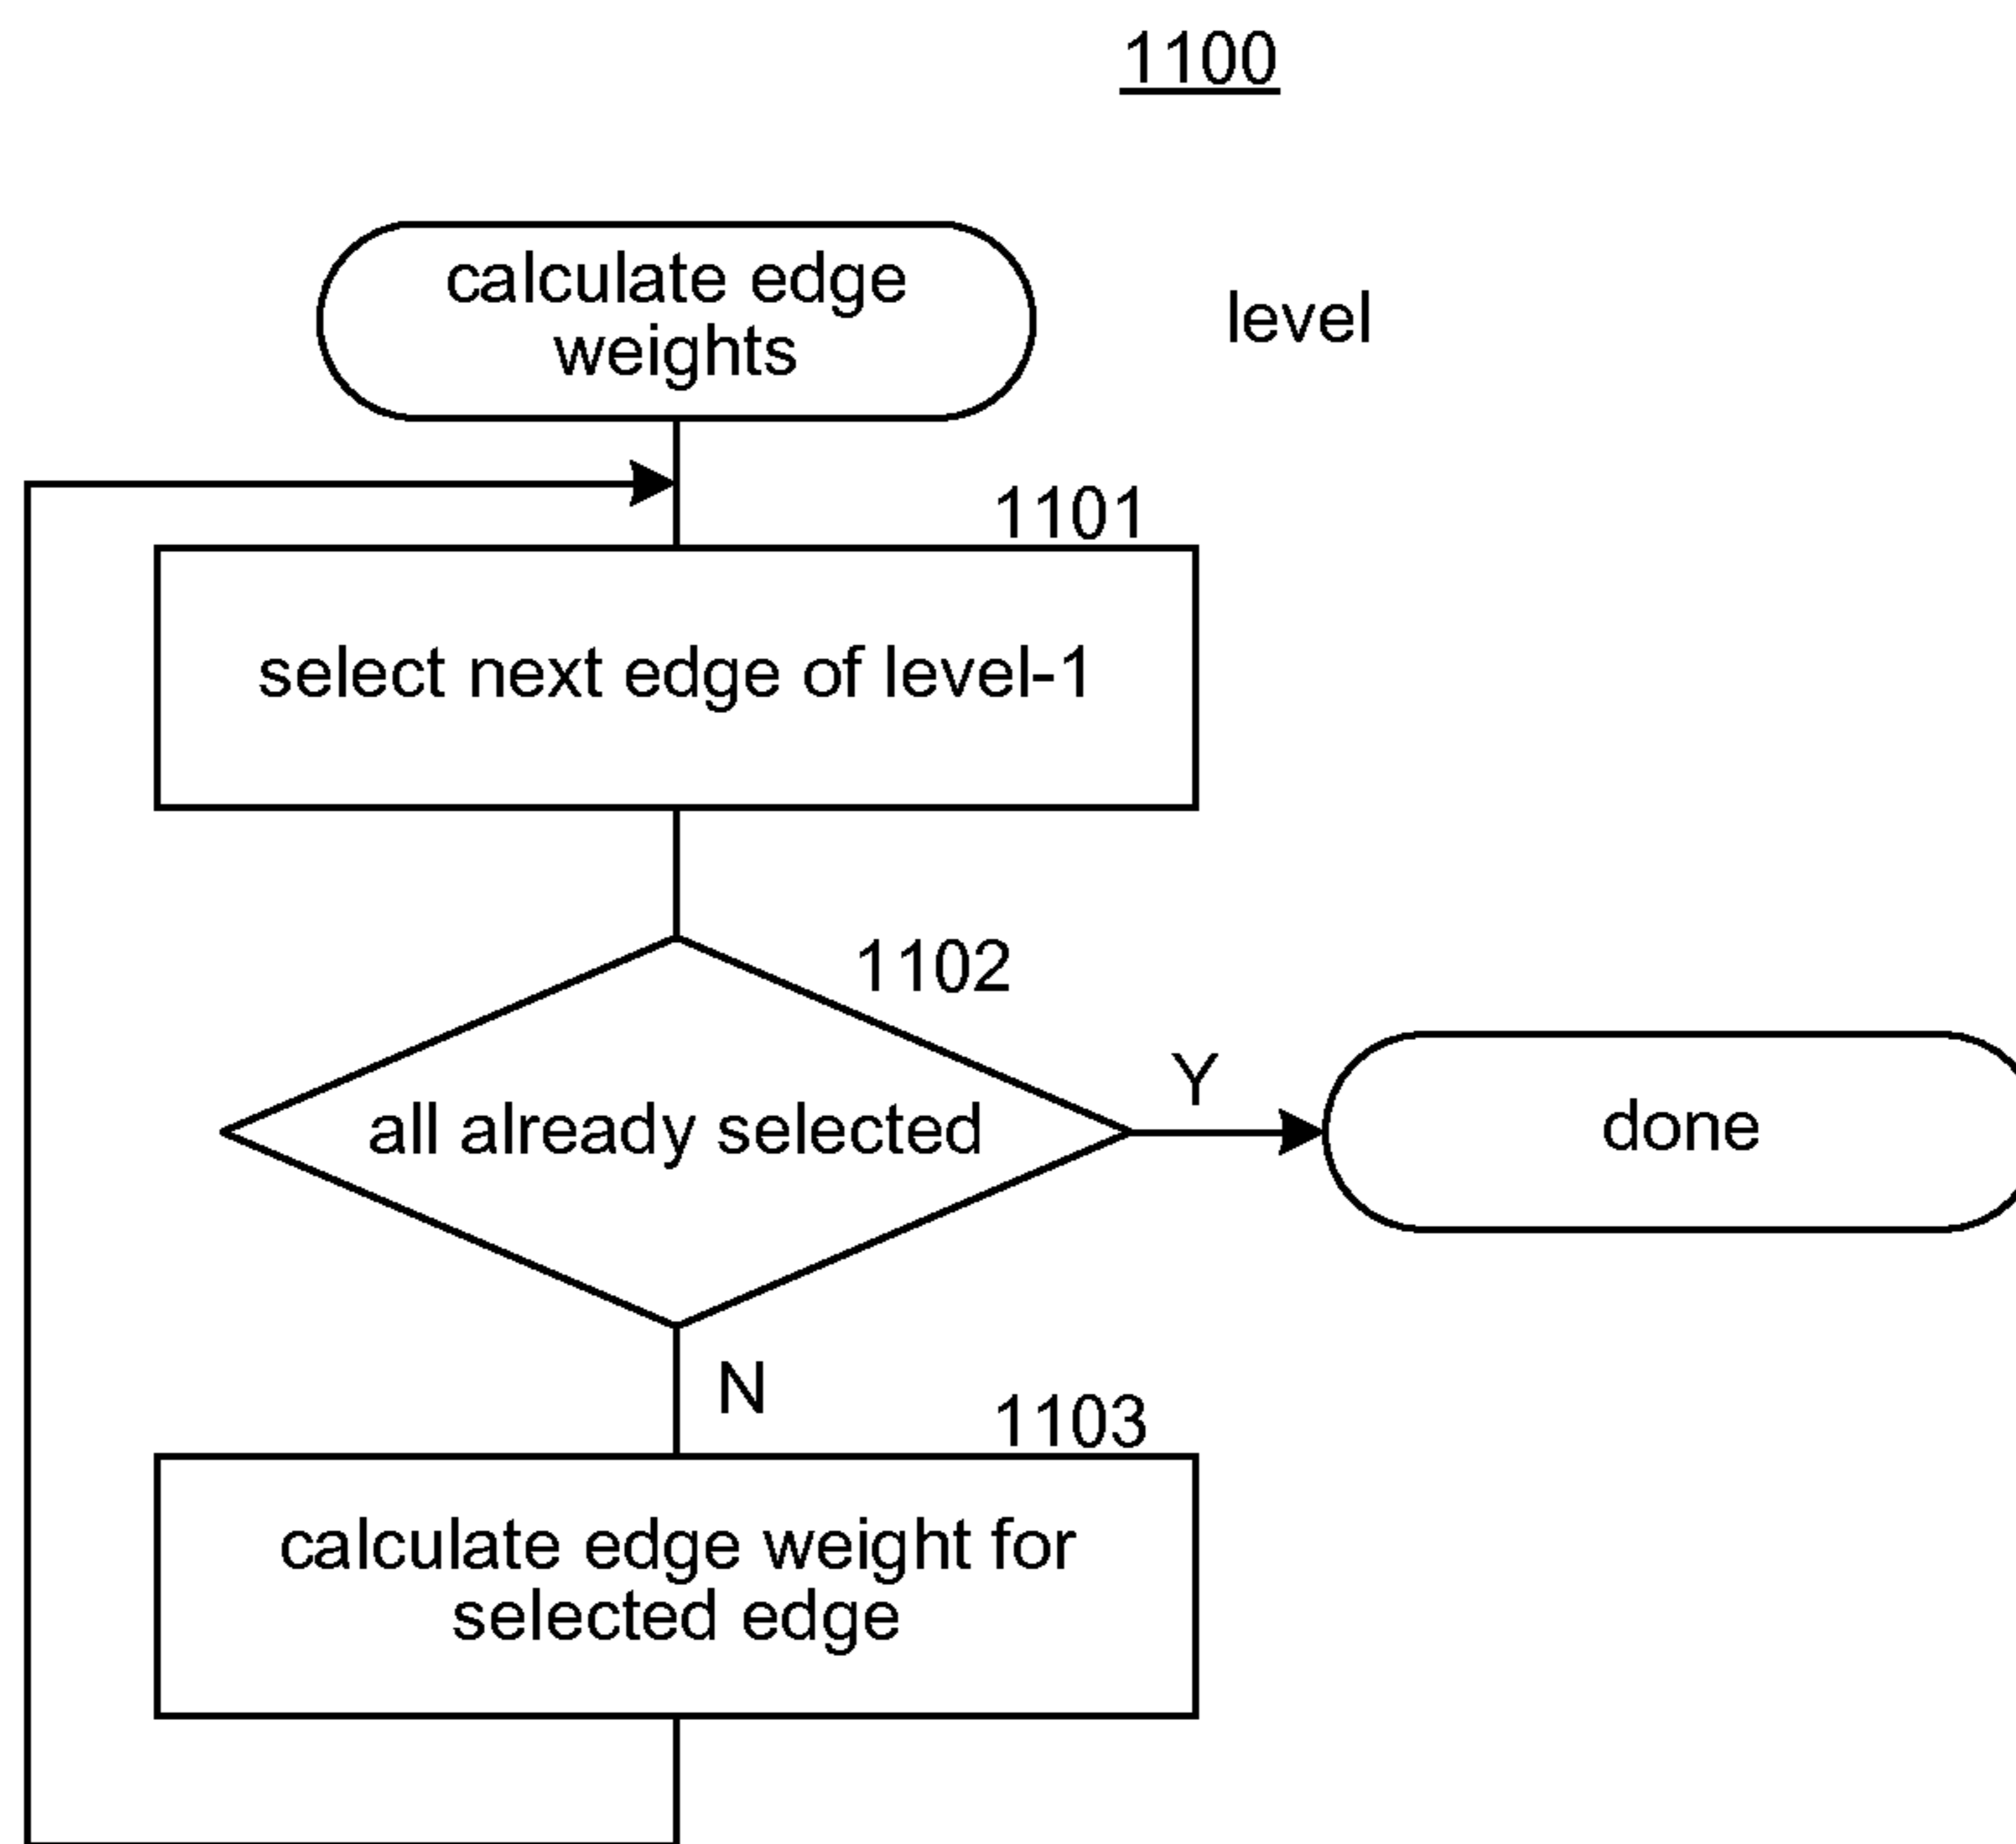 1100
calculate edge
weights
level
1101
select next edge of level-1
1102
all already selected
Y
done
N
1103
calculate edge weight for
selected edge